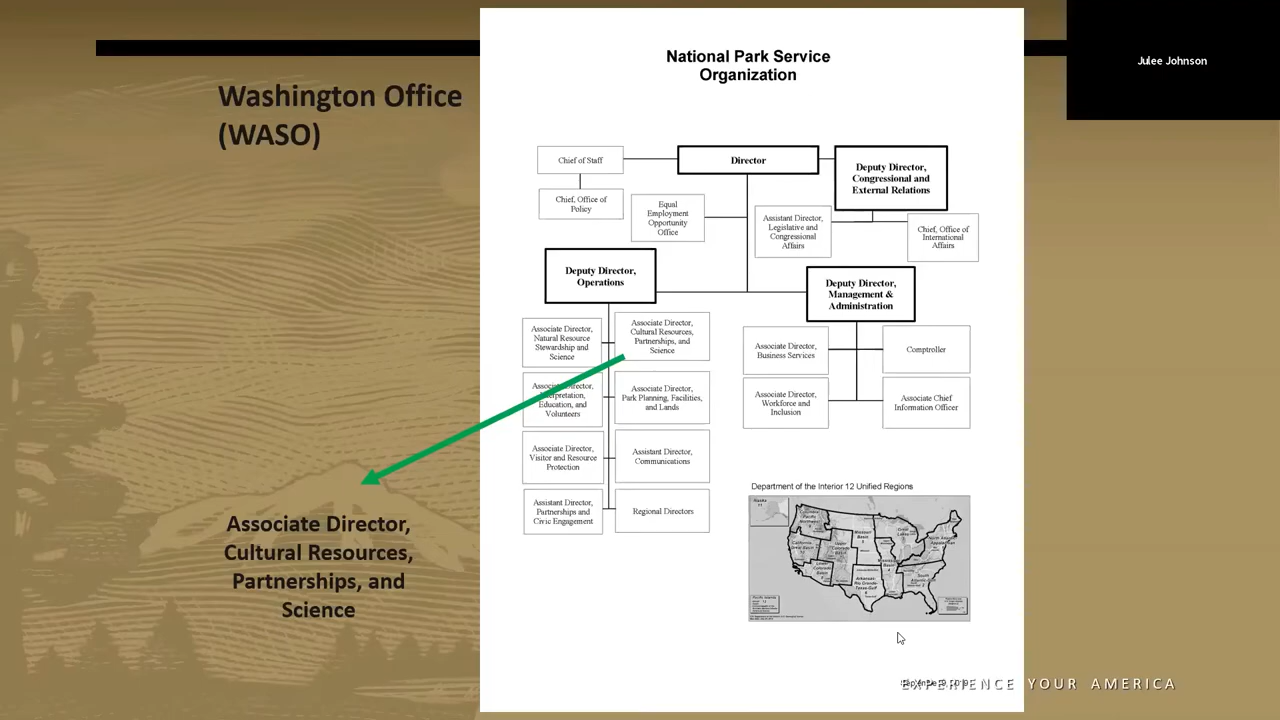 Julee Johnson
Washington Office
(WASO)
National Park Service
Organization
Chief of Staff
Director
Deputy Director,
Congressional and
External Relations
Chief, Office of
Policy
Equal
Employment
Opportunity
Office
Assistant Director,
Legislative and
Congressional
Affairs
Chief, Office of
International
Affairs
Deputy Director,
Operations
Deputy Director,
Management &
Administration
Associate Director,
Natural Resource
Stewardship and
Science
Associate Director,
Cultural Resources,
Partnerships, and
Science
Associate Director,
Interpretation,
Education, and
Volunteers
Associate Director,
Park Planning, Facilities,
and Lands
Associate Director,
Visitor and Resource
Protection
Assistant Director,
Communications
Assistant Director,
Partnerships and
Civic Engagement
Regional Directors
Associate Director,
Business Services
Comptroller
Associate Director,
Workforce and
Inclusion
Associate Chief
Information Officer
Department of the Interior 12 Unified Regions
Associate Director,
Cultural Resources,
Partnerships, and
Science
EXPERIENCE YOUR AMERICA